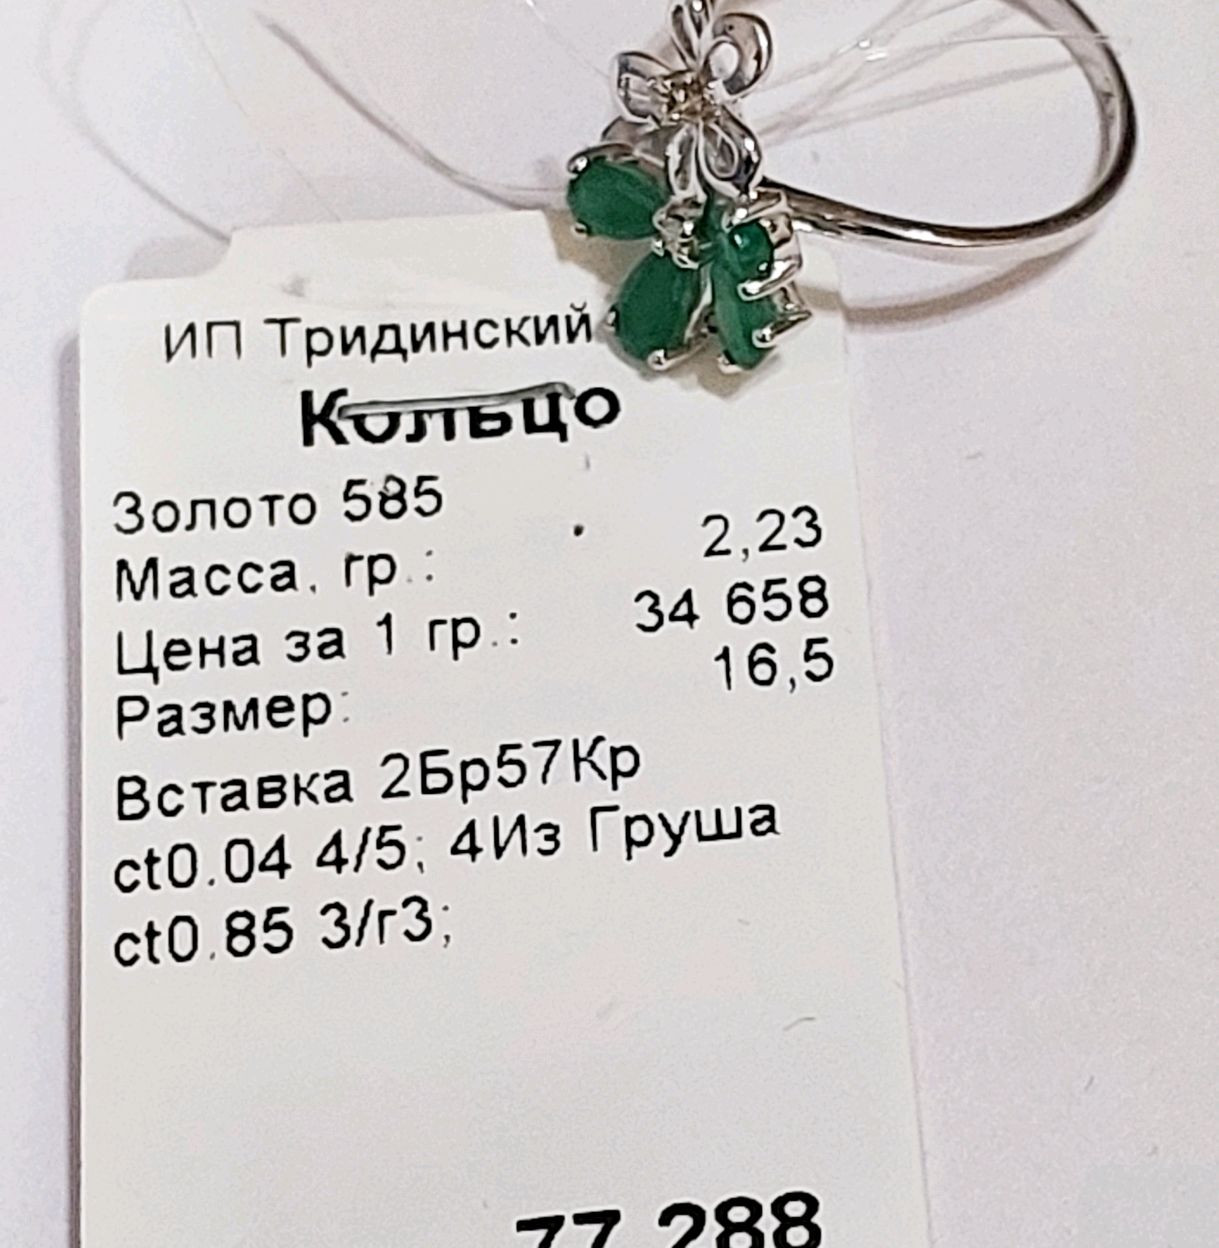 ИП Тридинский
Кольцо
Золото 585
Масса, гр.: 2,23
Цена за 1 гр.: 34 658
Размер: 16,5
Вставка 2Бр57Кр
ct0.04 4/5; 4Из Груша
ct0.85 3/г3;
77 288